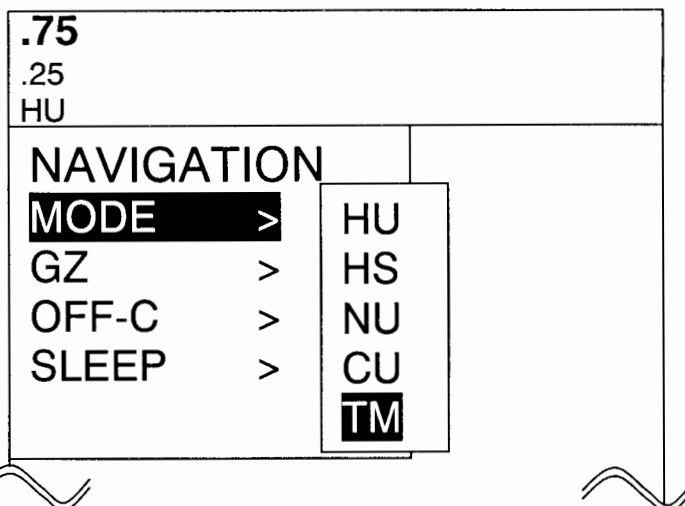 .75
.25
HU
NAVIGATION
MODE > HU
GZ > HS
OFF-C > NU
SLEEP > CU
TM